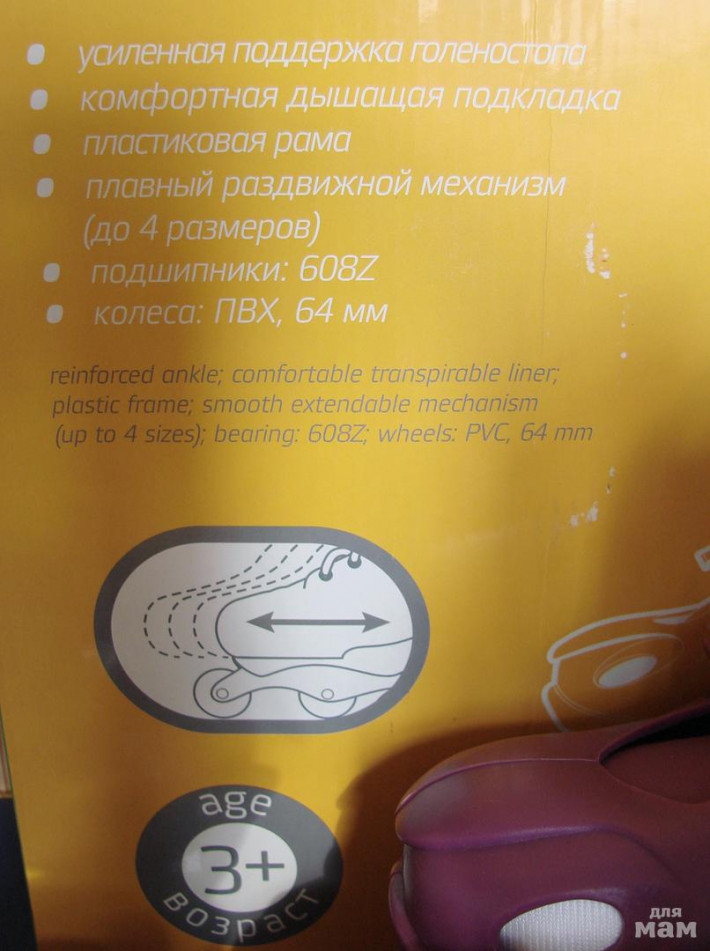 усиленная поддержка голеностопа
комфортная дышащая подкладка
пластиковая рама
плавный раздвижной механизм
(до 4 размеров)
подшипники: 608Z
колеса: ПВХ, 64 мм
reinforced ankle; comfortable transpirable liner;
plastic frame; smooth extendable mechanism
(up to 4 sizes); bearing: 608Z; wheels: PVC, 64 mm
age
3+
возраст
для
мам